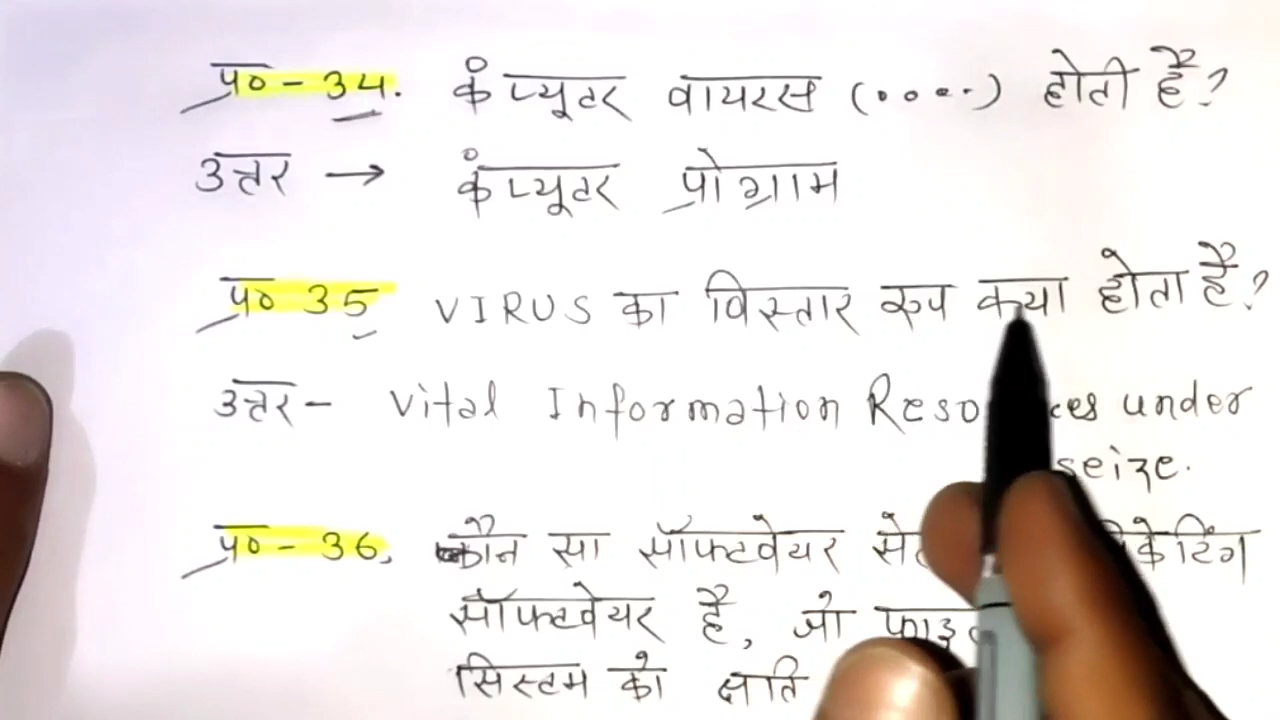 प्र० - 34. कंप्यूटर वायरस (....) होती है?
उत्तर → कंप्यूटर प्रोग्राम
प्र० 35 VIRUS का विस्तार रूप क्या होता है?
उत्तर - Vital Information under
seize.
प्र० - 36. कौन सा सॉफ्टवेयर
सॉफ्टवेयर है, जो
सिस्टम को क्षति